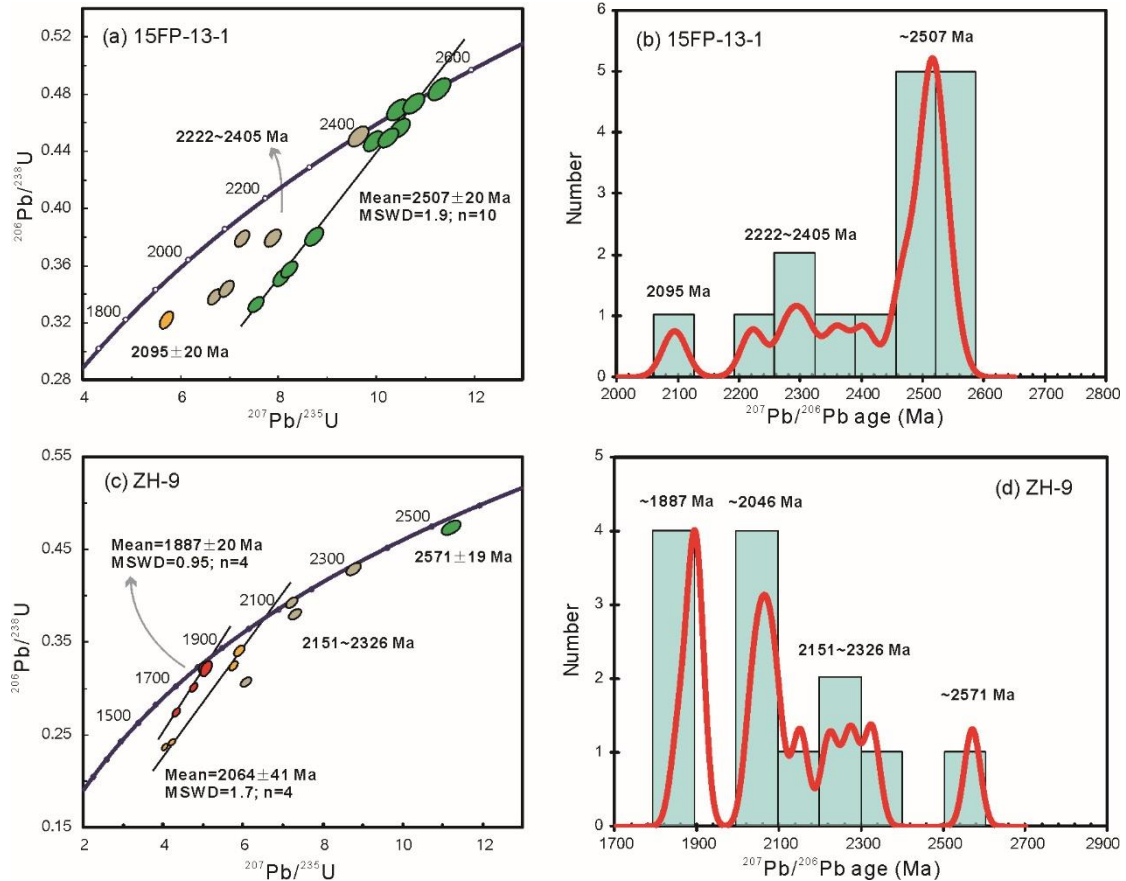 (a) 15FP-13-1
0.52
0.48
0.44
0.40
0.36
0.32
0.28
²⁰⁶Pb/²³⁸U
2600
2400
2200
2000
1800
2222~2405 Ma
Mean=2507±20 Ma
MSWD=1.9; n=10
2095±20 Ma
4 6 8 10 12
²⁰⁷Pb/²³⁵U
(b) 15FP-13-1
6
5
4
3
2
1
0
Number
~2507 Ma
2222~2405 Ma
2095 Ma
2000 2100 2200 2300 2400 2500 2600 2700 2800
²⁰⁷Pb/²⁰⁶Pb age (Ma)
(c) ZH-9
0.55
0.45
0.35
0.25
0.15
²⁰⁶Pb/²³⁸U
2500
2300
2100
1900
1700
1500
Mean=1887±20 Ma
MSWD=0.95; n=4
2571±19 Ma
2151~2326 Ma
Mean=2064±41 Ma
MSWD=1.7; n=4
2 4 6 8 10 12
²⁰⁷Pb/²³⁵U
(d) ZH-9
5
4
3
2
1
0
Number
~1887 Ma
~2046 Ma
2151~2326 Ma
~2571 Ma
1700 1900 2100 2300 2500 2700 2900
²⁰⁷Pb/²⁰⁶Pb age (Ma)